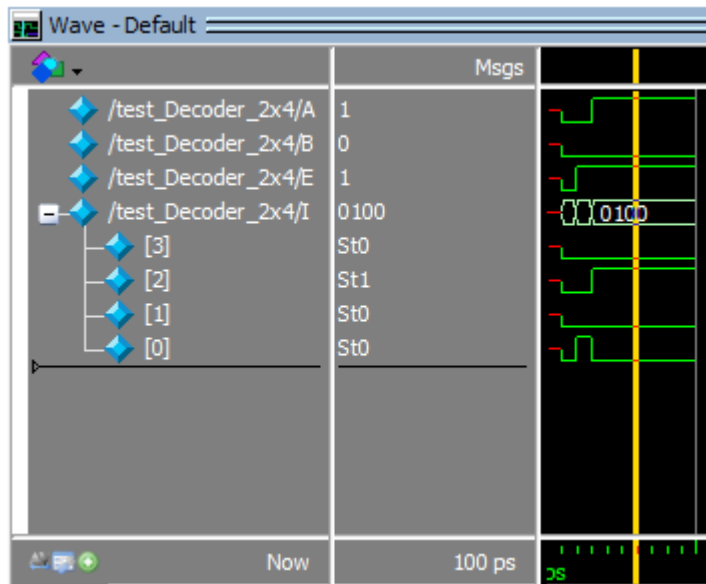 Wave - Default
Msgs
/test_Decoder_2x4/A 1
/test_Decoder_2x4/B 0
/test_Decoder_2x4/E 1
/test_Decoder_2x4/I 0100 0100
[3] St0
[2] St1
[1] St0
[0] St0
Now 100 ps ps